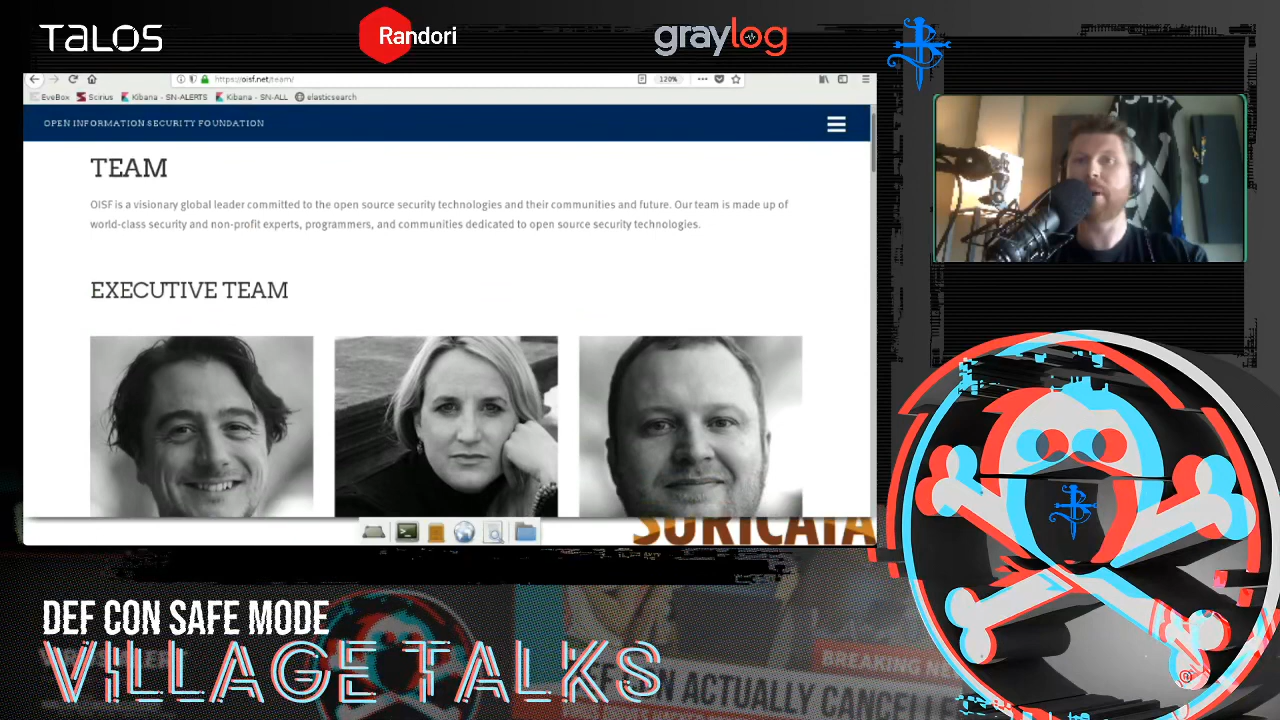 TALOS
Randori
graylog
https://oisf.net/team/
120%
EveBox
Scirius
Kibana - SN-ALERTS
Kibana - SN-ALL
elasticsearch
OPEN INFORMATION SECURITY FOUNDATION
TEAM
OISF is a visionary global leader committed to the open source security technologies and their communities and future. Our team is made up of
world-class security and non-profit experts, programmers, and communities dedicated to open source security technologies.
EXECUTIVE TEAM
SURICATA
DEF CON SAFE MODE
VILLAGE TALKS
BREAKING NE
DEF CON ACTUALLY CANCELLE